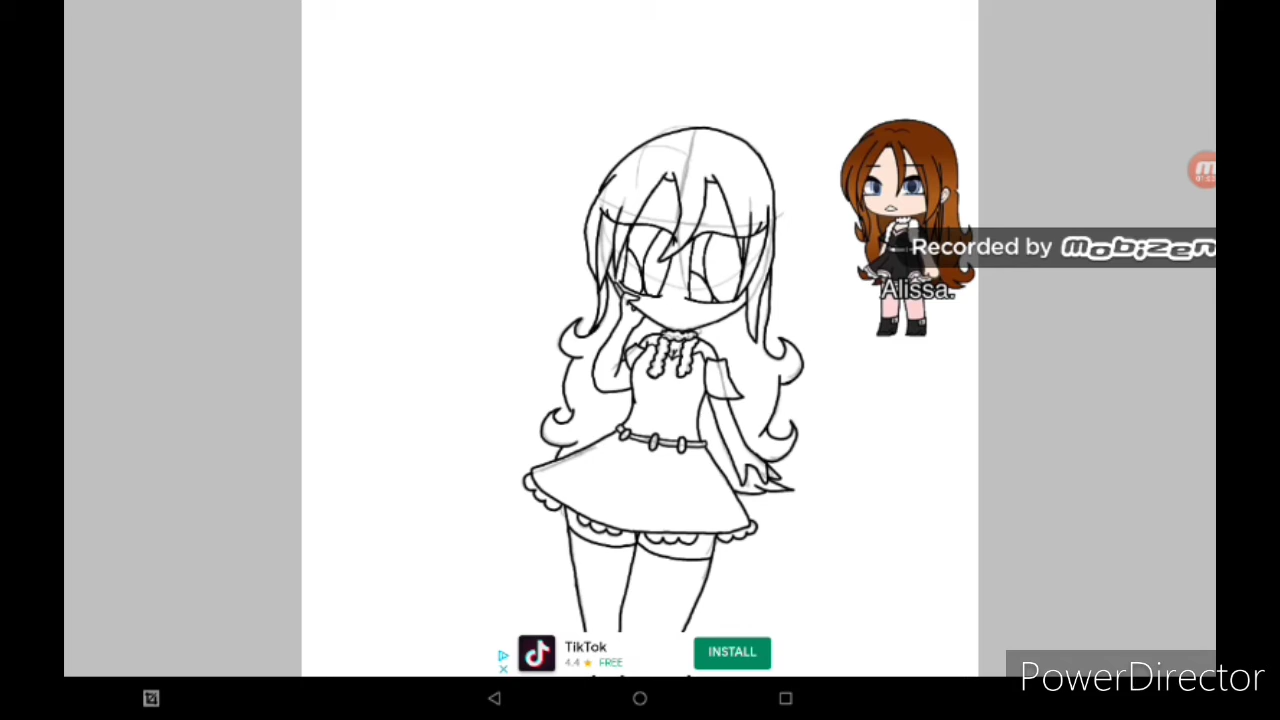 Recorded by mobizen
Alissa.
TikTok
4.4 ★ FREE
INSTALL
PowerDirector